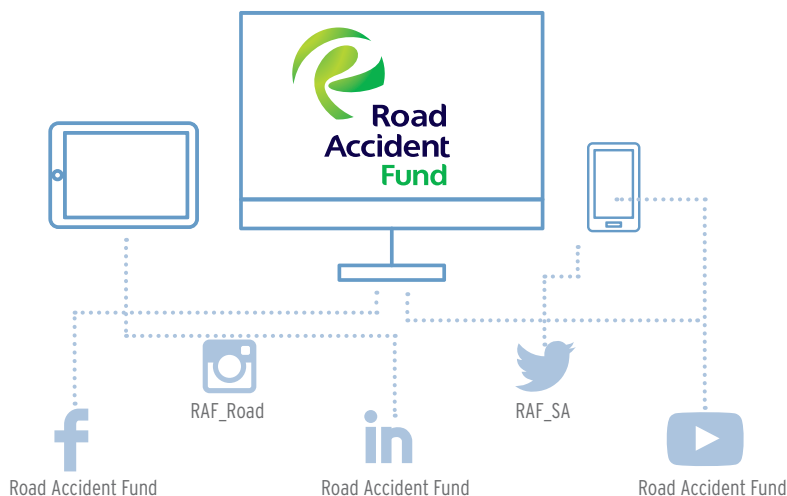 Road
Accident
Fund
RAF_Road
RAF_SA
Road Accident Fund
Road Accident Fund
Road Accident Fund